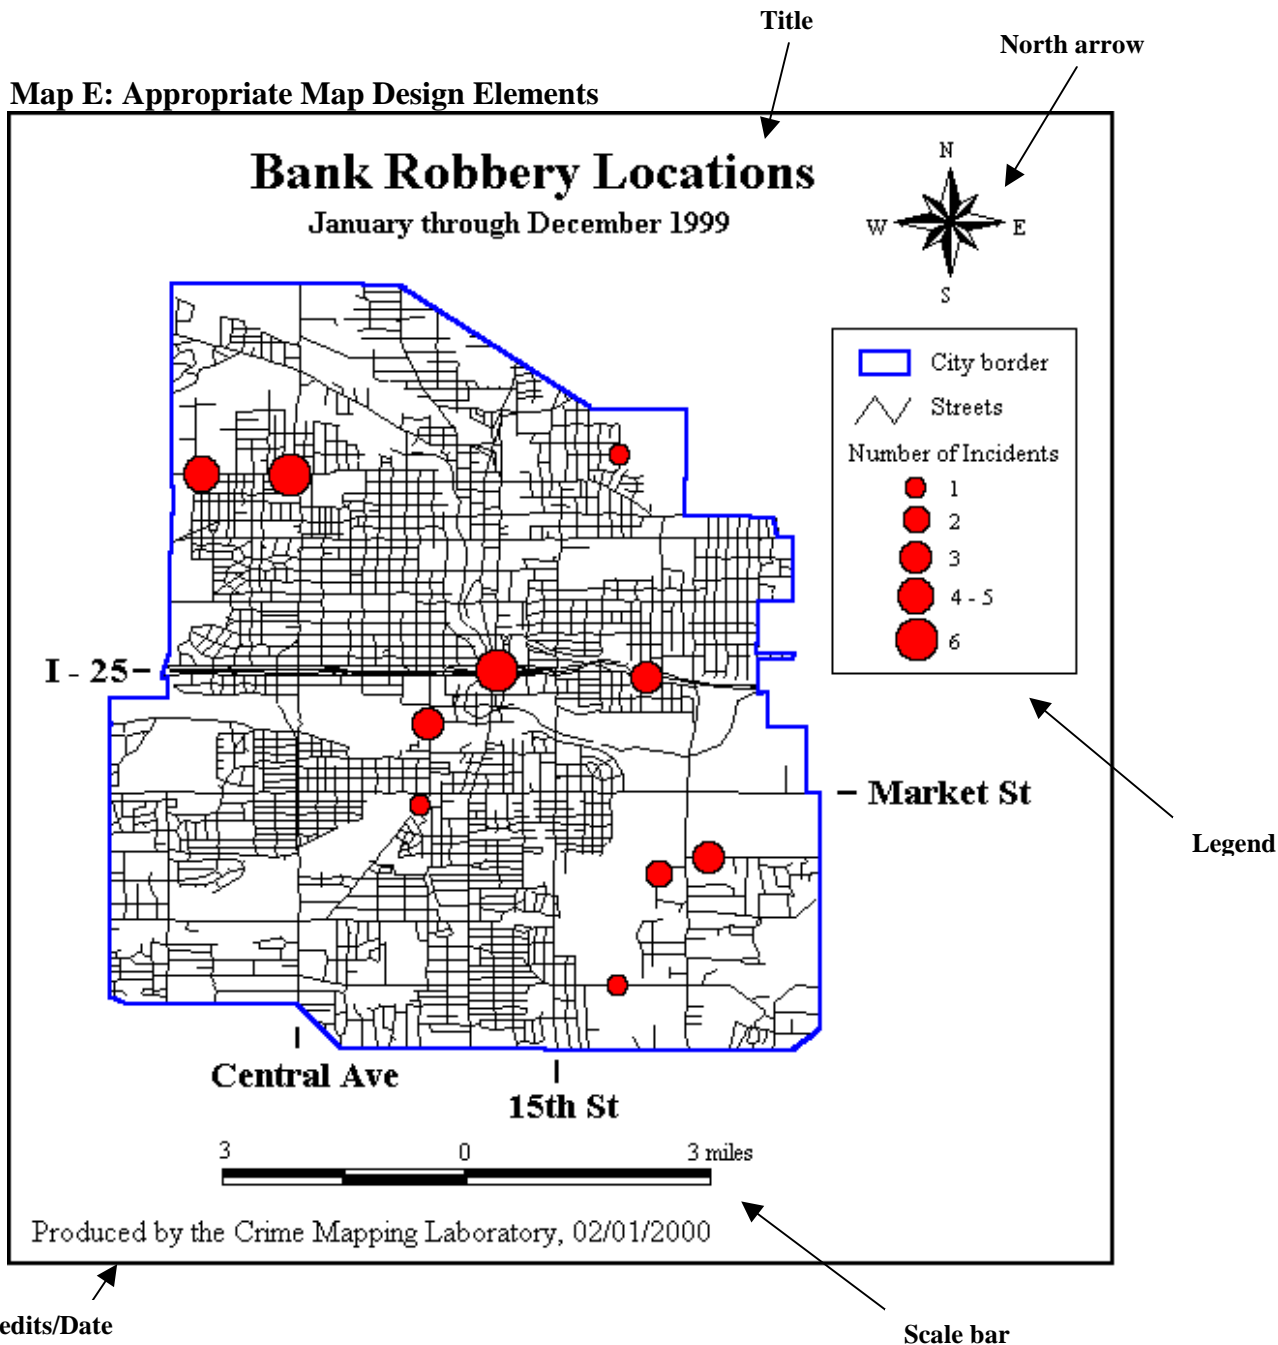 Title
North arrow
Map E: Appropriate Map Design Elements
Bank Robbery Locations
January through December 1999
N
W E
S
City border
Streets
Number of Incidents
1
2
3
4 - 5
6
I - 25
Market St
Legend
Central Ave
15th St
3 0 3 miles
Produced by the Crime Mapping Laboratory, 02/01/2000
edits/Date
Scale bar